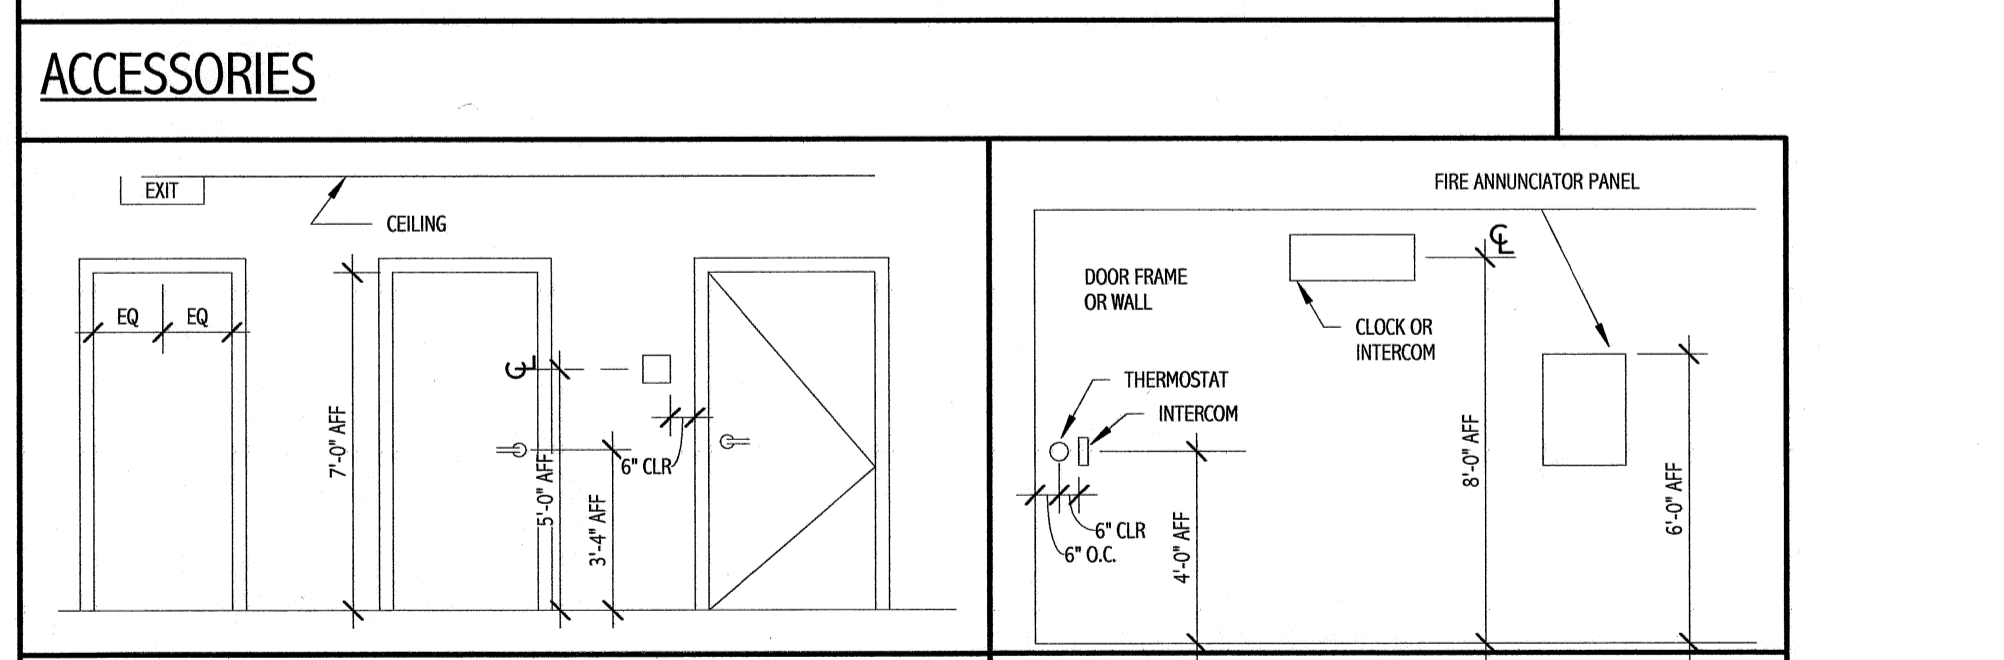 ACCESSORIES
EXIT
CEILING
EQ
EQ
7'-0" AFF
℄
5'-0" AFF
3'-4" AFF
6" CLR
FIRE ANNUNCIATOR PANEL
℄
DOOR FRAME
OR WALL
CLOCK OR
INTERCOM
THERMOSTAT
INTERCOM
6" CLR
6" O.C.
4'-0" AFF
8'-0" AFF
6'-0" AFF